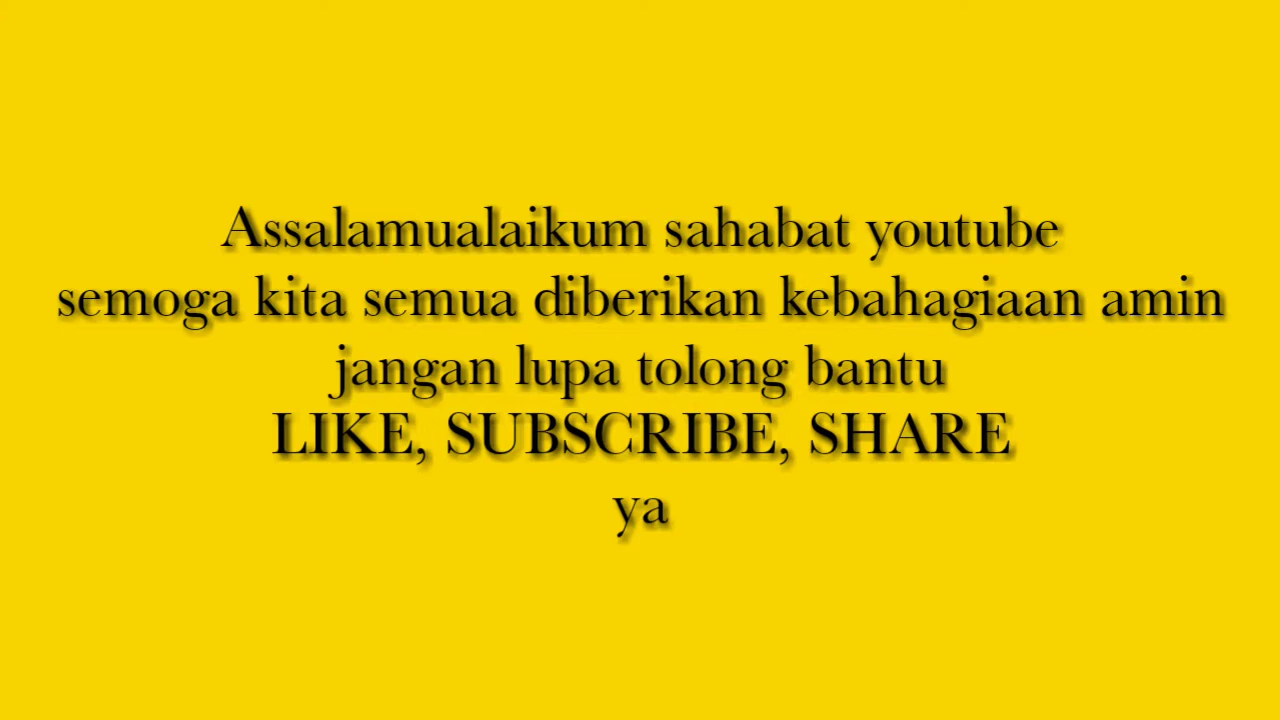 Assalamualaikum sahabat youtube
semoga kita semua diberikan kebahagiaan amin
jangan lupa tolong bantu
LIKE, SUBSCRIBE, SHARE
ya